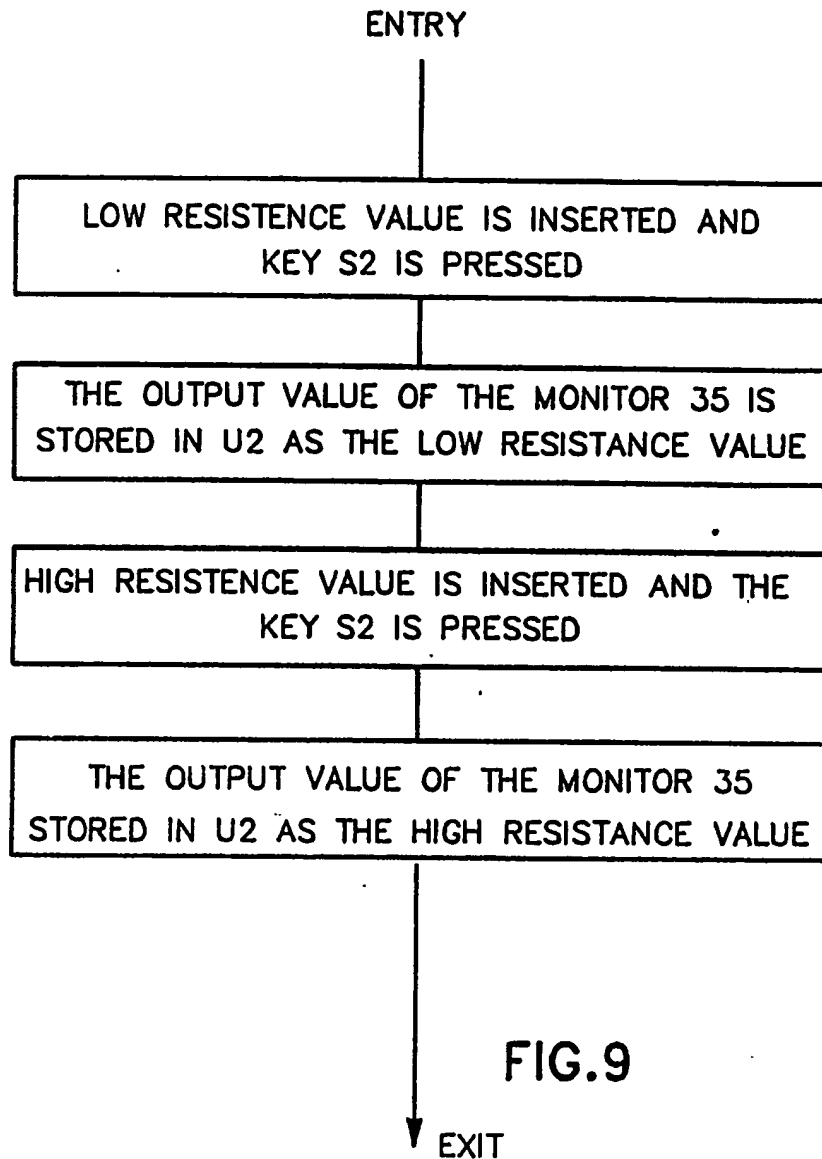 ENTRY
LOW RESISTENCE VALUE IS INSERTED AND
KEY S2 IS PRESSED
THE OUTPUT VALUE OF THE MONITOR 35 IS
STORED IN U2 AS THE LOW RESISTANCE VALUE
HIGH RESISTENCE VALUE IS INSERTED AND THE
KEY S2 IS PRESSED
THE OUTPUT VALUE OF THE MONITOR 35
STORED IN U2 AS THE HIGH RESISTANCE VALUE
FIG.9
EXIT